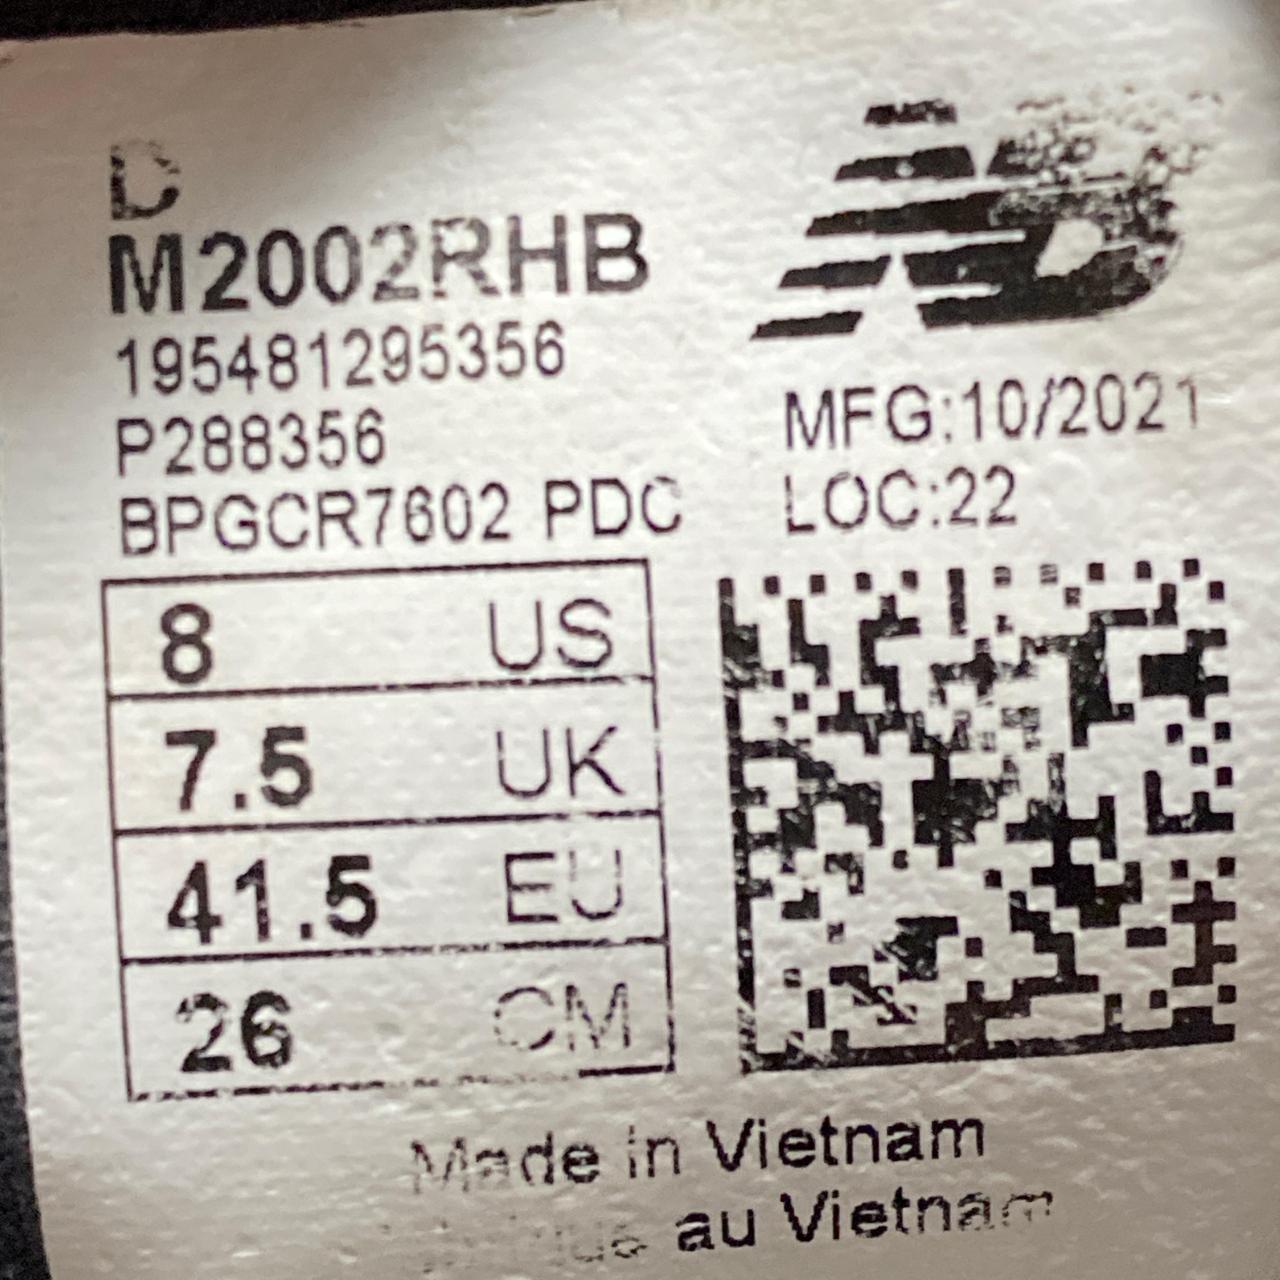 D
M2002RHB
195481295356
P288356
BPGCR7602 PDC
MFG:10/2021
LOC:22
8 US
7.5 UK
41.5 EU
26 CM
Made in Vietnam
au Vietnam